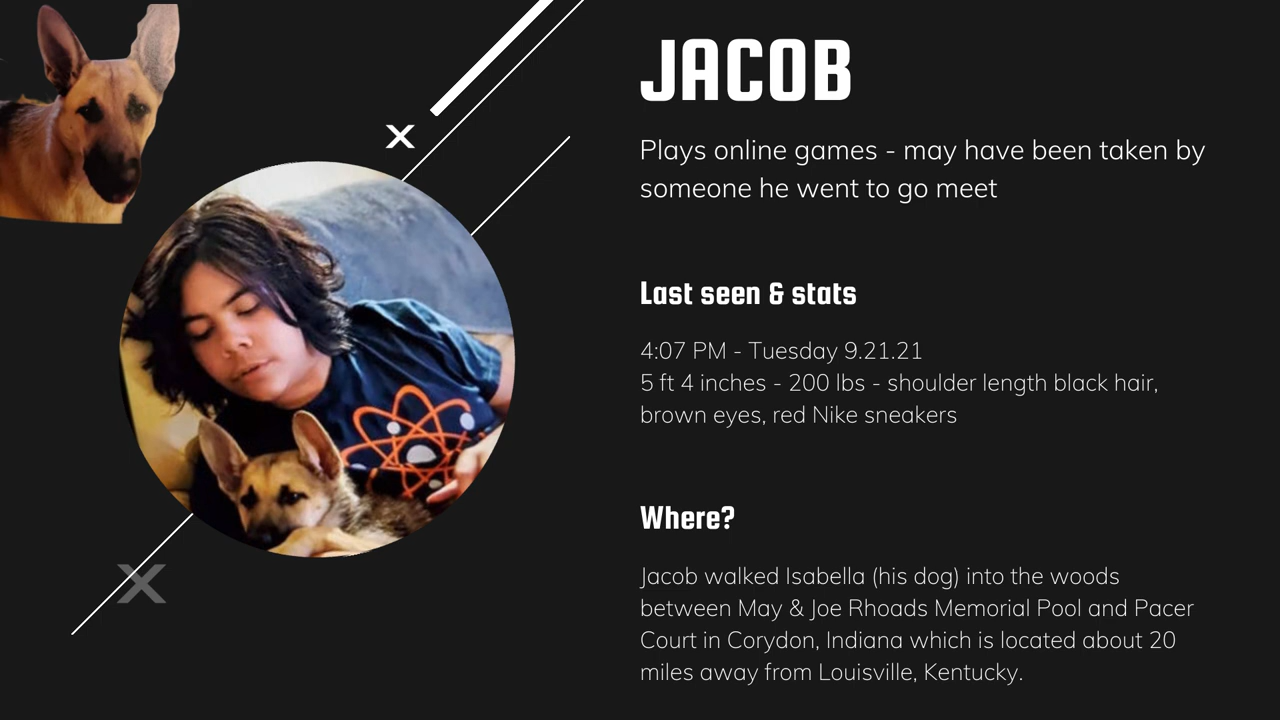 JACOB
Plays online games - may have been taken by
someone he went to go meet
Last seen & stats
4:07 PM - Tuesday 9.21.21
5 ft 4 inches - 200 lbs - shoulder length black hair,
brown eyes, red Nike sneakers
Where?
Jacob walked Isabella (his dog) into the woods
between May & Joe Rhoads Memorial Pool and Pacer
Court in Corydon, Indiana which is located about 20
miles away from Louisville, Kentucky.